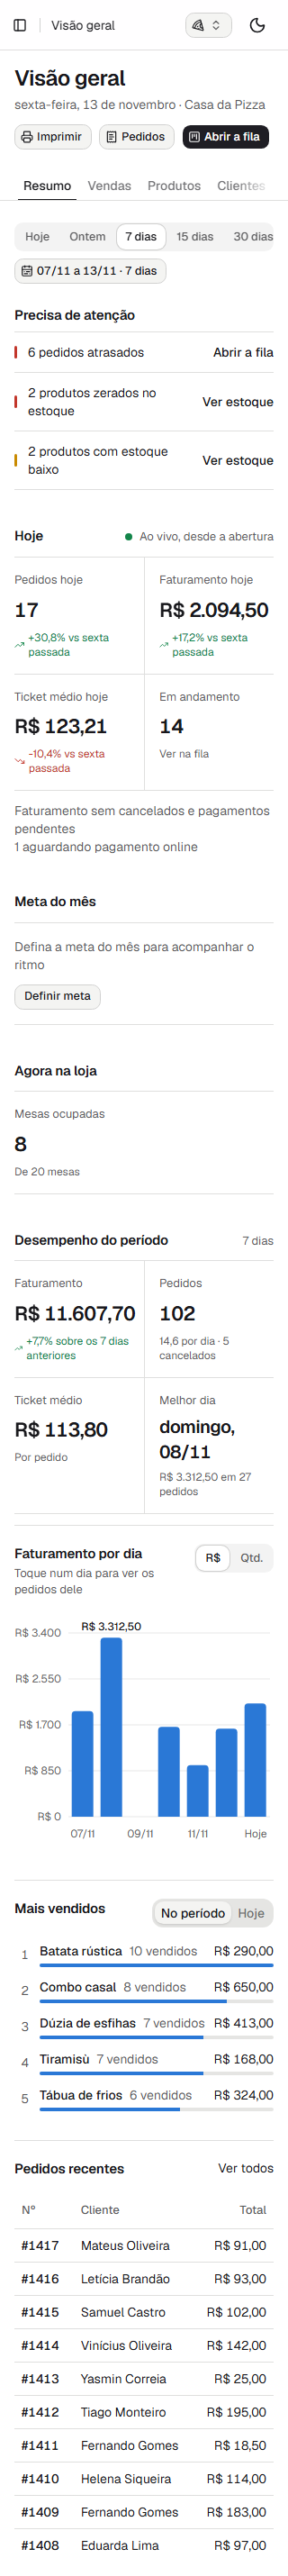 Visão geral
Visão geral
sexta-feira, 13 de novembro · Casa da Pizza
Imprimir
Pedidos
Abrir a fila
Resumo
Vendas
Produtos
Clientes
Hoje
Ontem
7 dias
15 dias
30 dias
07/11 a 13/11 · 7 dias
Precisa de atenção
6 pedidos atrasados
Abrir a fila
2 produtos zerados no
estoque
Ver estoque
2 produtos com estoque
baixo
Ver estoque
Hoje
Ao vivo, desde a abertura
Pedidos hoje
17
+30,8% vs sexta
passada
Faturamento hoje
R$ 2.094,50
+17,2% vs sexta
passada
Ticket médio hoje
R$ 123,21
-10,4% vs sexta
passada
Em andamento
14
Ver na fila
Faturamento sem cancelados e pagamentos
pendentes
1 aguardando pagamento online
Meta do mês
Defina a meta do mês para acompanhar o
ritmo
Definir meta
Agora na loja
Mesas ocupadas
8
De 20 mesas
Desempenho do período
7 dias
Faturamento
R$ 11.607,70
+7,7% sobre os 7 dias
anteriores
Pedidos
102
14,6 por dia · 5
cancelados
Ticket médio
R$ 113,80
Por pedido
Melhor dia
domingo,
08/11
R$ 3.312,50 em 27
pedidos
Faturamento por dia
Toque num dia para ver os
pedidos dele
R$
Qtd.
R$ 3.312,50
R$ 3.400
R$ 2.550
R$ 1.700
R$ 850
R$ 0
07/11
09/11
11/11
Hoje
Mais vendidos
No período
Hoje
1 Batata rústica 10 vendidos R$ 290,00
2 Combo casal 8 vendidos R$ 650,00
3 Dúzia de esfihas 7 vendidos R$ 413,00
4 Tiramisù 7 vendidos R$ 168,00
5 Tábua de frios 6 vendidos R$ 324,00
Pedidos recentes
Ver todos
N° Cliente Total
#1417 Mateus Oliveira R$ 91,00
#1416 Letícia Brandão R$ 93,00
#1415 Samuel Castro R$ 102,00
#1414 Vinícius Oliveira R$ 142,00
#1413 Yasmin Correia R$ 25,00
#1412 Tiago Monteiro R$ 195,00
#1411 Fernando Gomes R$ 18,50
#1410 Helena Siqueira R$ 114,00
#1409 Fernando Gomes R$ 183,00
#1408 Eduarda Lima R$ 97,00